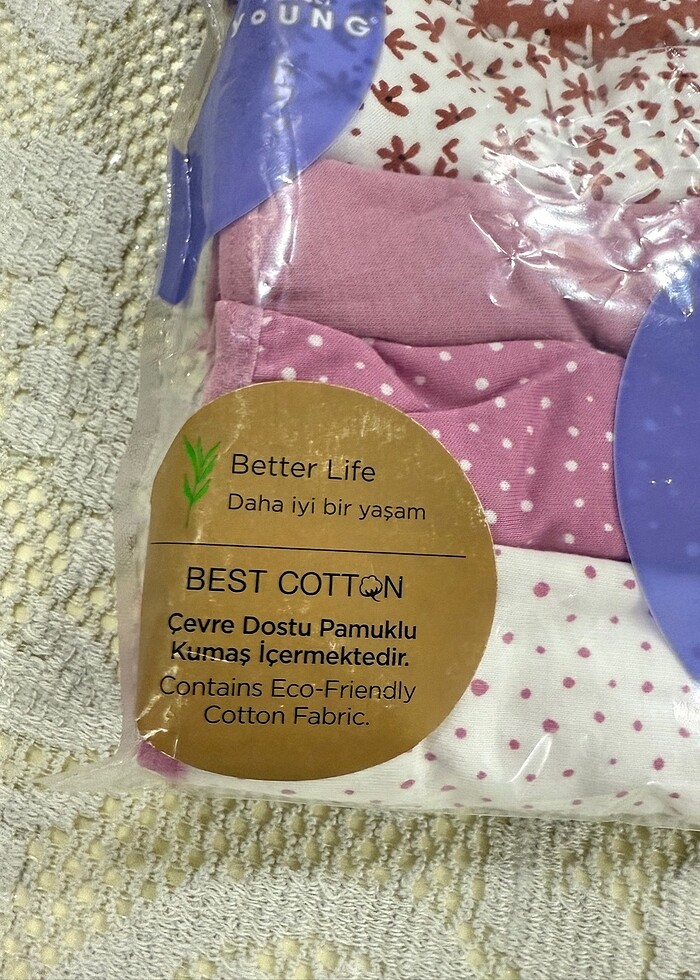 YOUNG
Better Life
Daha iyi bir yaşam
BEST COTTON
Çevre Dostu Pamuklu
Kumaş İçermektedir.
Contains Eco-Friendly
Cotton Fabric.